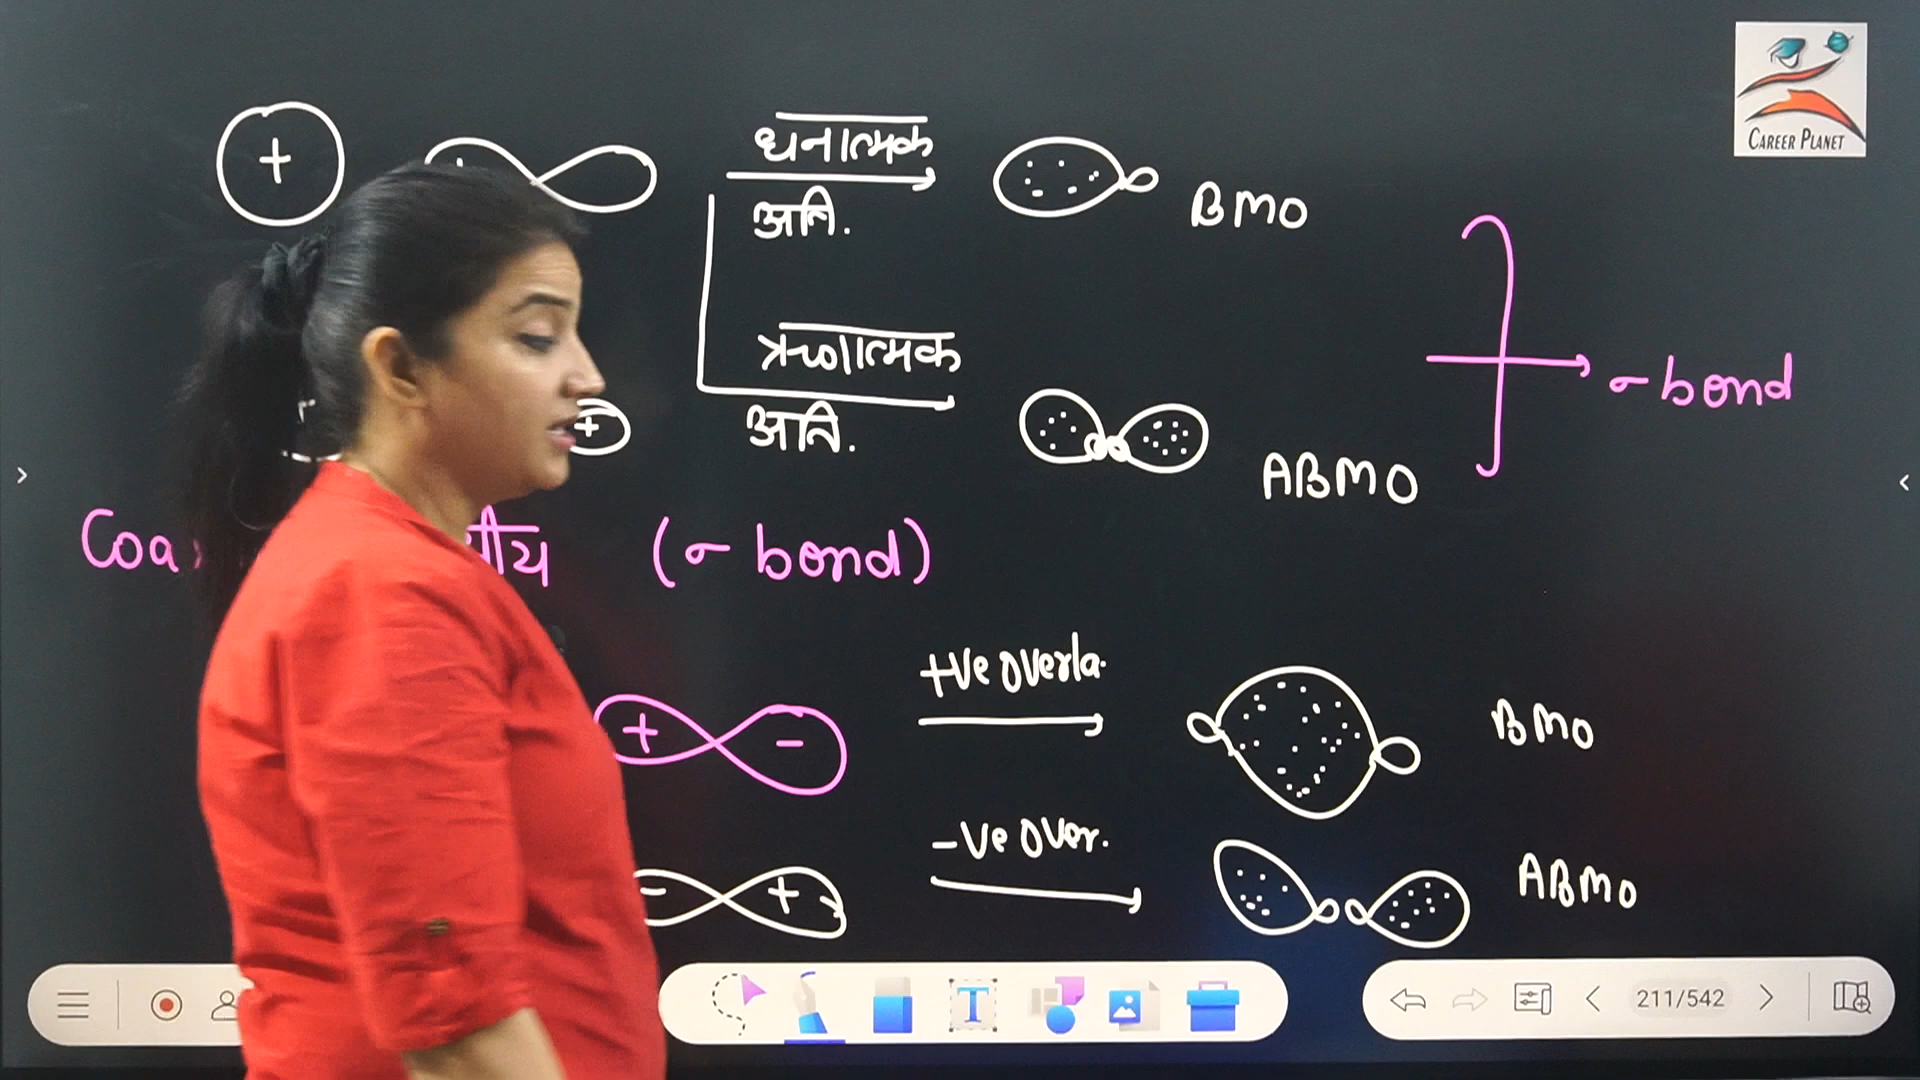 CAREER PLANET
+
धनात्मक
अति.
BMO
ऋणात्मक
अति.
+
ABMO
σ-bond
(σ-bond)
+ve overla.
+ -
BMO
-ve over.
- +
ABMO
211/542